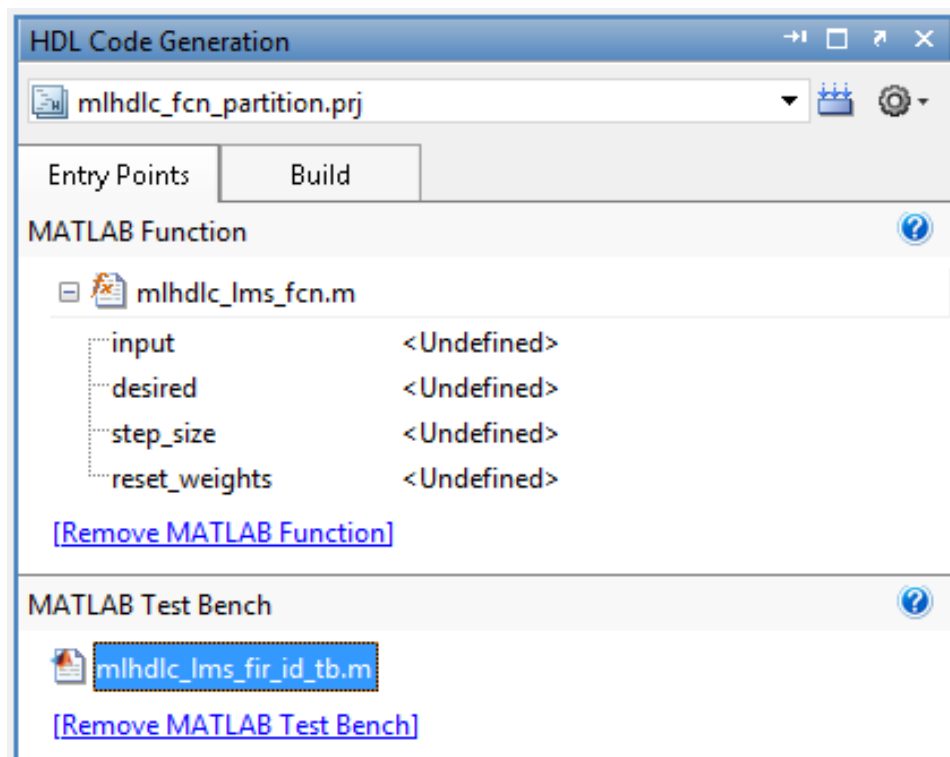 HDL Code Generation
mlhdlc_fcn_partition.prj
Entry Points Build
MATLAB Function
mlhdlc_lms_fcn.m
input <Undefined>
desired <Undefined>
step_size <Undefined>
reset_weights <Undefined>
[Remove MATLAB Function]
MATLAB Test Bench
mlhdlc_lms_fir_id_tb.m
[Remove MATLAB Test Bench]